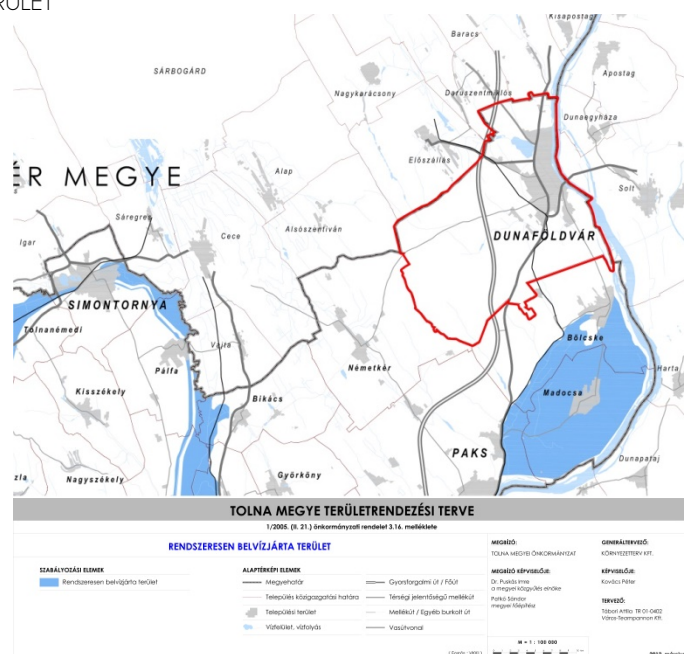 RÜLET
Kisapostag
Baracs
SÁRBOGÁRD
Apostag
Nagykarácsony
Daruszentmiklós
Dunaegyháza
Előszállás
ÉR MEGYE
Alap
Solt
Sáregres
Cece
Alsószentiván
Igar
DUNAFÖLDVÁR
SIMONTORNYA
Tolnanémedi
Vajta
Bölcske
Pálfa
Németkér
Harta
Kisszékely
Bikács
Madocsa
PAKS
Dunapataj
zla
Nagyszékely
Györköny
TOLNA MEGYE TERÜLETRENDEZÉSI TERVE
1/2005. (II. 21.) önkormányzati rendelet 3.16. melléklete
RENDSZERESEN BELVÍZJÁRTA TERÜLET
SZABÁLYOZÁSI ELEMEK
Rendszeresen belvízjárta terület
ALAPTÉRKÉPI ELEMEK
Megyehatár
Település közigazgatási határa
Települési terület
Vízfelület, vízfolyás
Gyorsforgalmi út / Főút
Térségi jelentőségű mellékút
Mellékút / Egyéb burkolt út
Vasútvonal
MEGBÍZÓ:
TOLNA MEGYEI ÖNKORMÁNYZAT
MEGBÍZÓ KÉPVISELŐJE:
Dr. Puskás Imre
a megyei közgyűlés elnöke
Patkó Sándor
megyei főépítész
GENERÁLTERVEZŐ:
KÖRNYEZETTERV KFT.
KÉPVISELŐJE:
Kovács Péter
TERVEZŐ:
Tábori Attila TR 01-0402
Város-Teampannon Kft.
M = 1 : 100 000